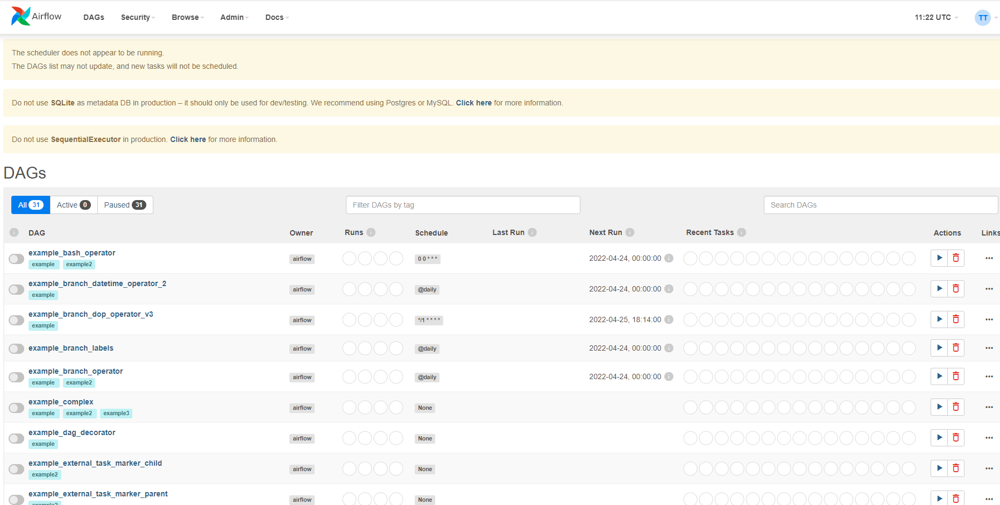 Airflow DAGs Security Browse Admin Docs 11:22 UTC TT
The scheduler does not appear to be running.
The DAGs list may not update, and new tasks will not be scheduled.
Do not use SQLite as metadata DB in production – it should only be used for dev/testing. We recommend using Postgres or MySQL. Click here for more information.
Do not use SequentialExecutor in production. Click here for more information.
DAGs
All 31 Active 0 Paused 31 Filter DAGs by tag Search DAGs
i DAG Owner Runs i Schedule Last Run i Next Run i Recent Tasks i Actions Links
example_bash_operator
example example2 airflow 0 0 * * * 2022-04-24, 00:00:00 i
example_branch_datetime_operator_2
example airflow @daily 2022-04-24, 00:00:00 i
example_branch_dop_operator_v3
example airflow */1 * * * * 2022-04-25, 18:14:00 i
example_branch_labels airflow @daily 2022-04-24, 00:00:00 i
example_branch_operator
example example2 airflow @daily 2022-04-24, 00:00:00 i
example_complex
example example2 example3 airflow None
example_dag_decorator
example airflow None
example_external_task_marker_child
example2 airflow None
example_external_task_marker_parent
example2 airflow None